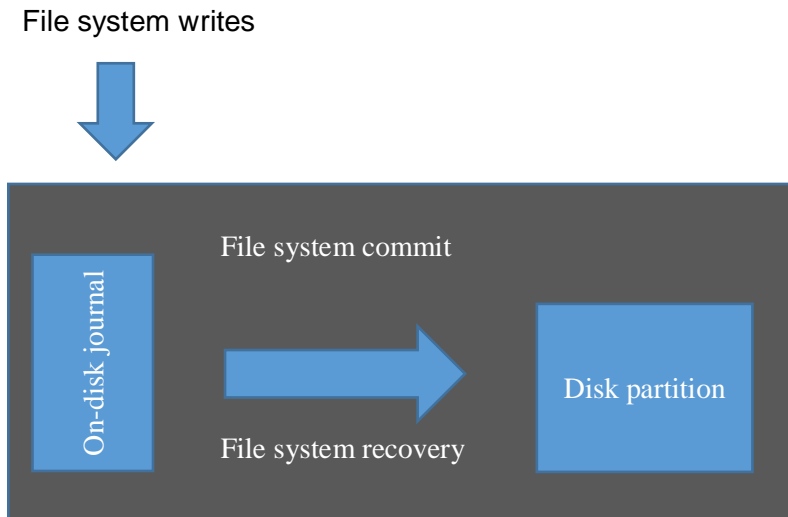 File system writes
File system commit
On-disk journal
Disk partition
File system recovery